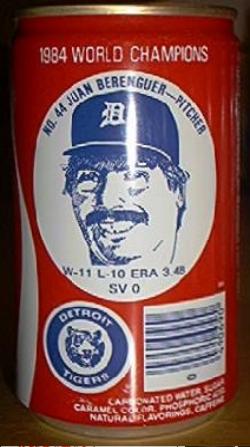 1984 WORLD CHAMPIONS
NO. 44 JUAN BERENGUER—PITCHER
D
W-11 L-10 ERA 3.48
SV 0
DETROIT
TIGERS
CARBONATED WATER, SUGAR,
CARAMEL COLOR, PHOSPHORIC ACID,
NATURAL FLAVORINGS, CAFFEINE